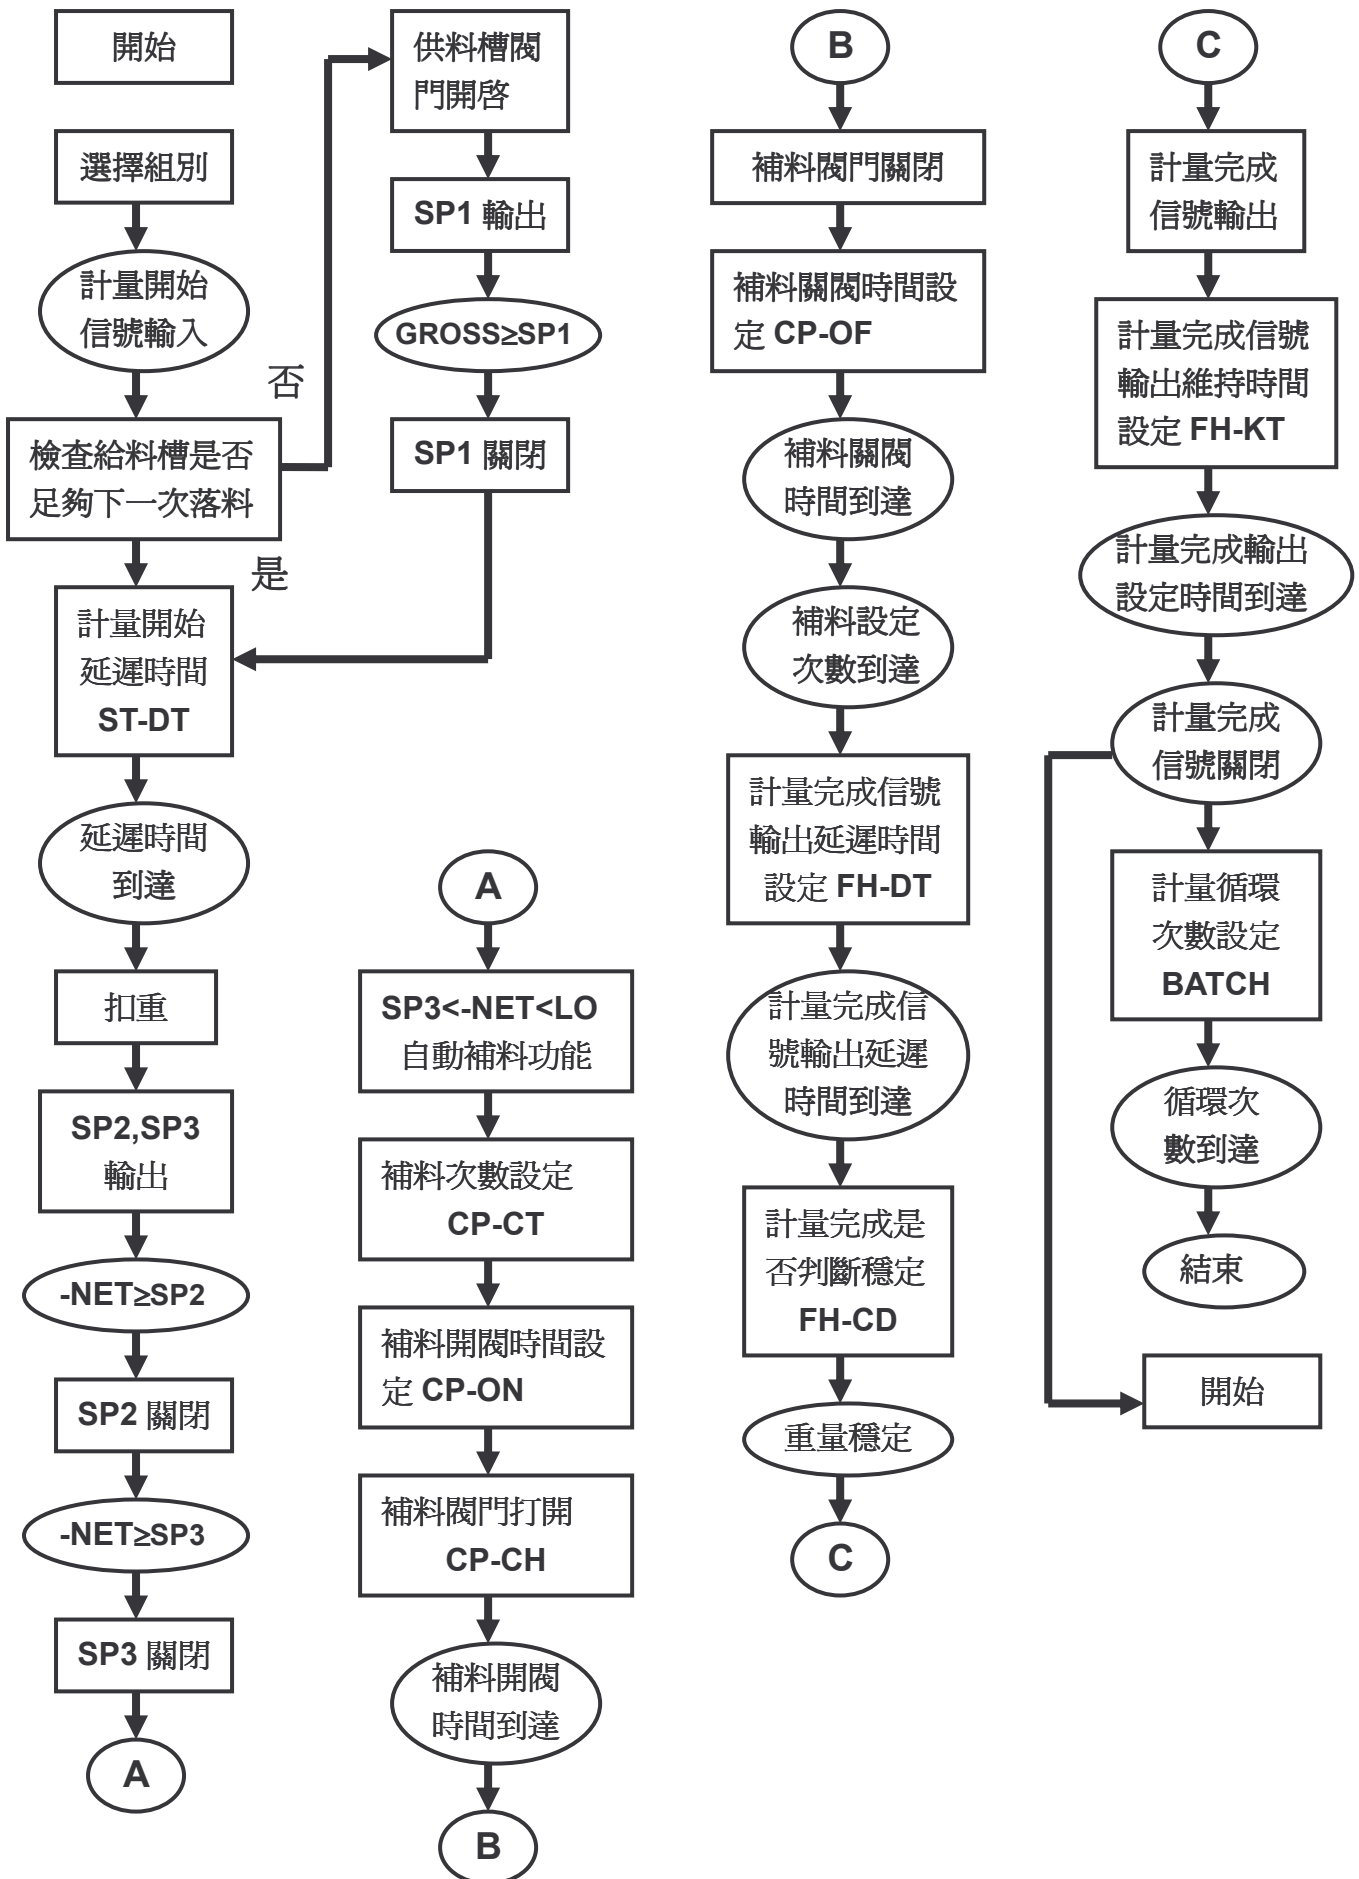 開始
選擇組別
計量開始
信號輸入
否
檢查給料槽是否
足夠下一次落料
是
計量開始
延遲時間
ST-DT
延遲時間
到達
扣重
SP2,SP3
輸出
-NET≥SP2
SP2 關閉
-NET≥SP3
SP3 關閉
A
供料槽閥
門開啓
SP1 輸出
GROSS≥SP1
SP1 關閉
A
SP3<-NET<LO
自動補料功能
補料次數設定
CP-CT
補料開閥時間設
定 CP-ON
補料閥門打開
CP-CH
補料開閥
時間到達
B
B
補料閥門關閉
補料關閥時間設
定 CP-OF
補料關閥
時間到達
補料設定
次數到達
計量完成信號
輸出延遲時間
設定 FH-DT
計量完成信
號輸出延遲
時間到達
計量完成是
否判斷穩定
FH-CD
重量穩定
C
C
計量完成
信號輸出
計量完成信號
輸出維持時間
設定 FH-KT
計量完成輸出
設定時間到達
計量完成
信號關閉
計量循環
次數設定
BATCH
循環次
數到達
結束
開始